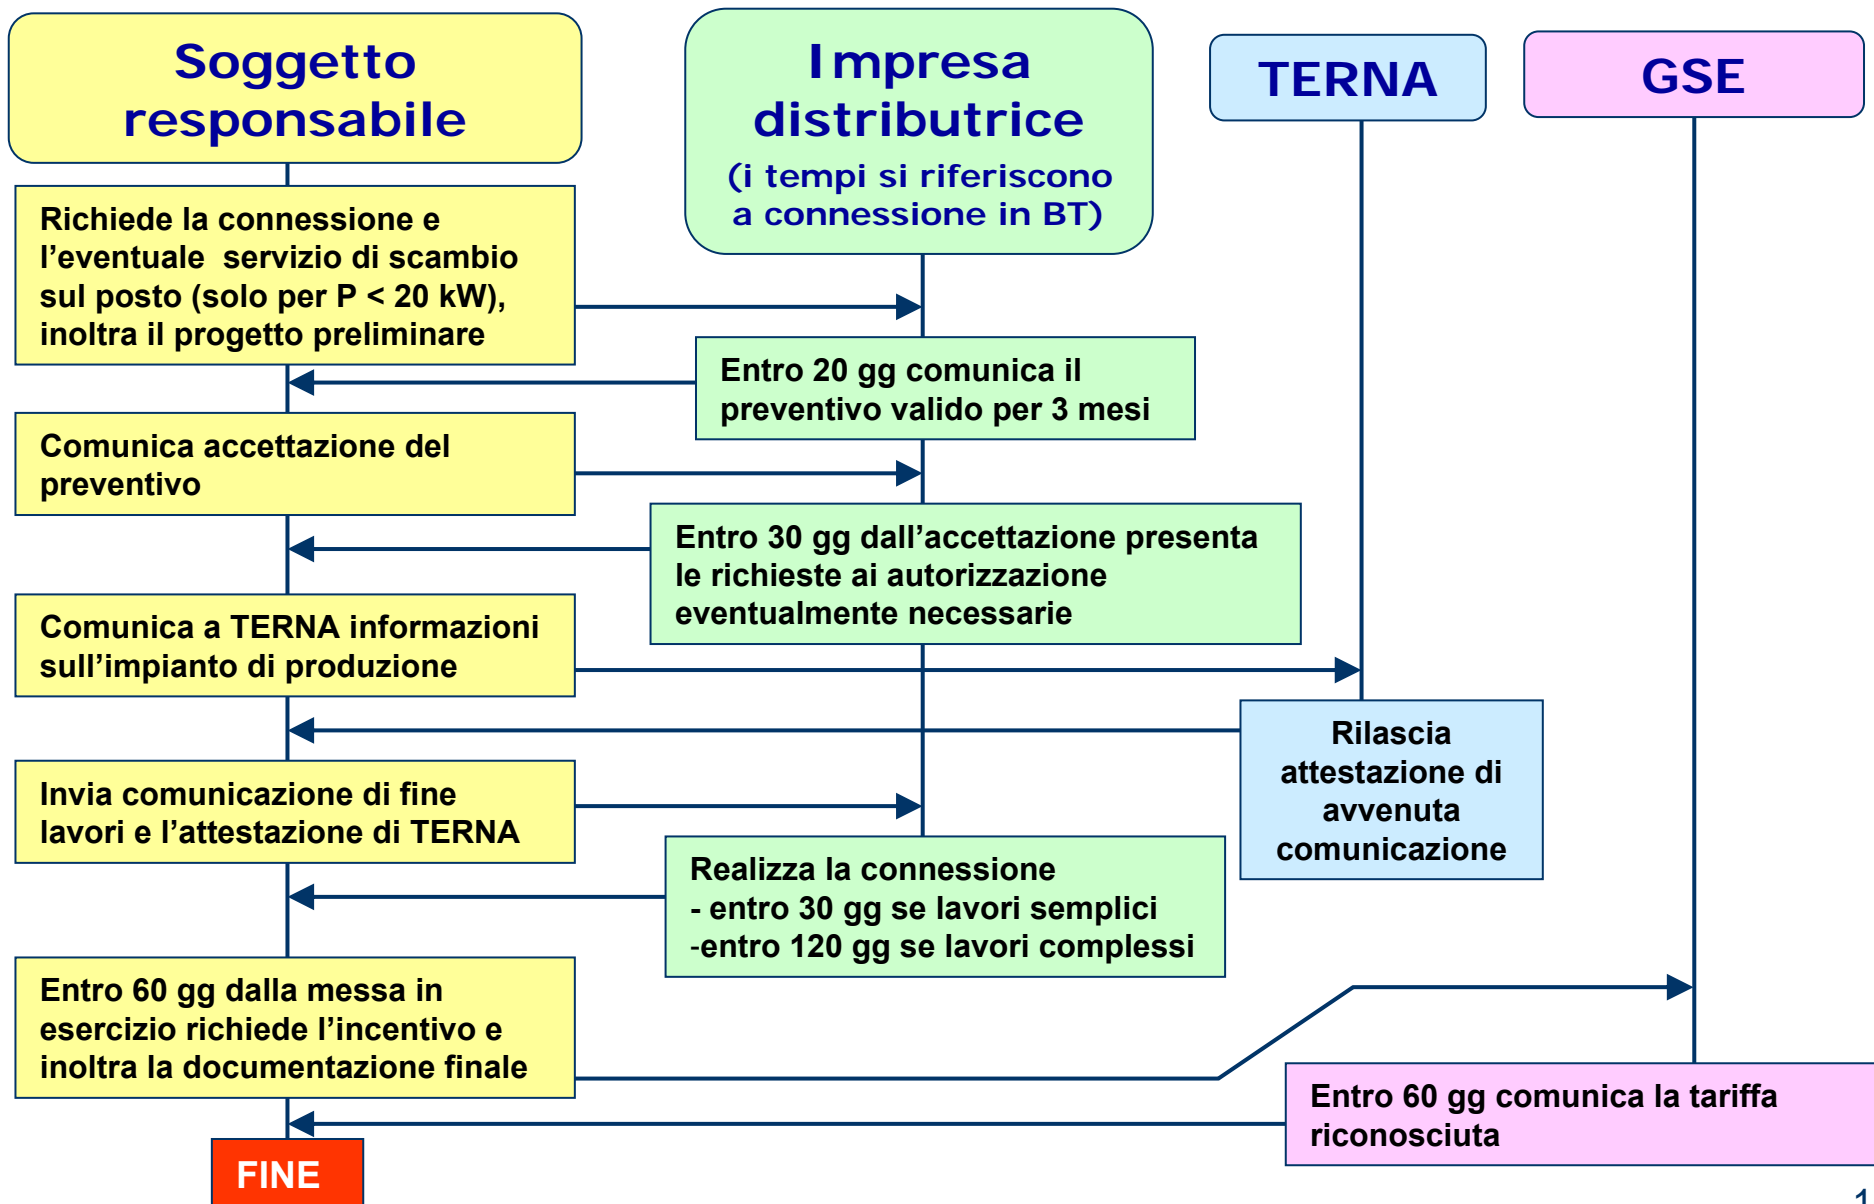 Soggetto
responsabile
Impresa
distributrice
(i tempi si riferiscono
a connessione in BT)
TERNA
GSE
Richiede la connessione e
l’eventuale servizio di scambio
sul posto (solo per P < 20 kW),
inoltra il progetto preliminare
Entro 20 gg comunica il
preventivo valido per 3 mesi
Comunica accettazione del
preventivo
Entro 30 gg dall’accettazione presenta
le richieste ai autorizzazione
eventualmente necessarie
Comunica a TERNA informazioni
sull’impianto di produzione
Rilascia
attestazione di
avvenuta
comunicazione
Invia comunicazione di fine
lavori e l’attestazione di TERNA
Realizza la connessione
- entro 30 gg se lavori semplici
-entro 120 gg se lavori complessi
Entro 60 gg dalla messa in
esercizio richiede l’incentivo e
inoltra la documentazione finale
Entro 60 gg comunica la tariffa
riconosciuta
FINE
1